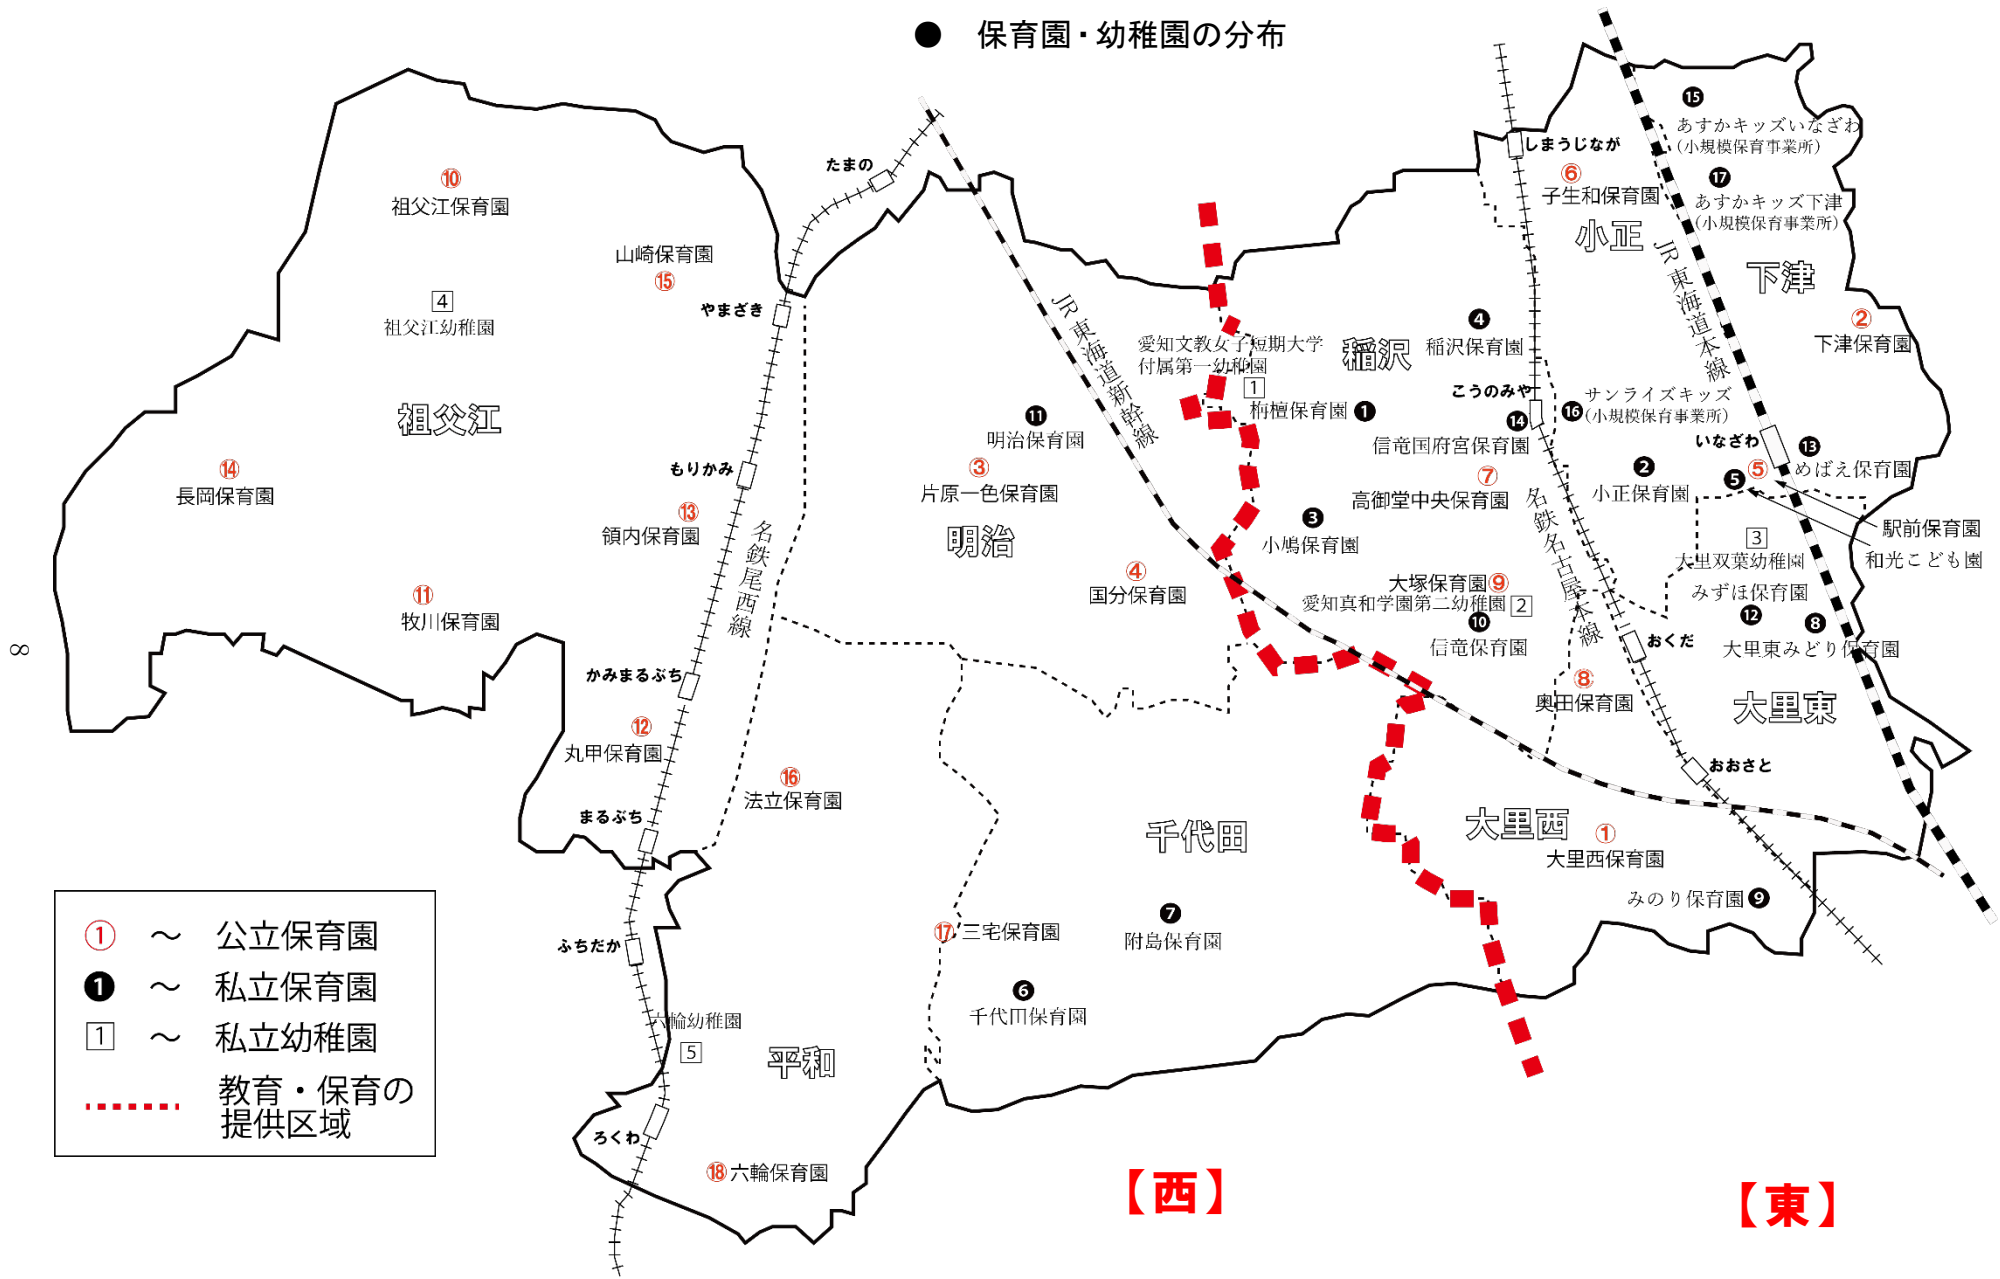 ● 保育園・幼稚園の分布
⑮
あすかキッズいなざわ
(小規模保育事業所)
しまうじなが
たまの
⑥
子生和保育園
⑰
あすかキッズ下津
(小規模保育事業所)
⑩
祖父江保育園
小正
JR東海道本線
下津
山崎保育園
⑮
やまざき
4
祖父江幼稚園
JR東海道新幹線
愛知文教女子短期大学
付属第一幼稚園
1
稲沢
❹
稲沢保育園
②
下津保育園
祖父江
こうのみや
サンライズキッズ
(小規模保育事業所)
⓰
栴檀保育園
❶
⓮
信竜国府宮保育園
⓫
明治保育園
いなざわ
⓭
めばえ保育園
③
片原一色保育園
⑭
長岡保育園
もりかみ
⑦
高御堂中央保育園
❷
小正保育園
❺
⑤
駅前保育園
和光こども園
⑬
領内保育園
名鉄尾西線
明治
❸
小鳩保育園
名鉄名古屋本線
3
大里双葉幼稚園
④
国分保育園
大塚保育園
⑨
愛知真和学園第二幼稚園
2
みずほ保育園
⓬
❽
大里東みどり保育園
⑪
牧川保育園
❿
信竜保育園
おくだ
8
かみまるぶち
⑧
奥田保育園
大里東
⑫
丸甲保育園
おおさと
⑯
法立保育園
まるぶち
千代田
大里西
①
大里西保育園
みのり保育園
❾
❼
附島保育園
⑰
三宅保育園
ふちだか
❻
千代田保育園
六輪幼稚園
5
平和
ろくわ
⑱
六輪保育園
① ～ 公立保育園
❶ ～ 私立保育園
1 ～ 私立幼稚園
教育・保育の
提供区域
【西】
【東】